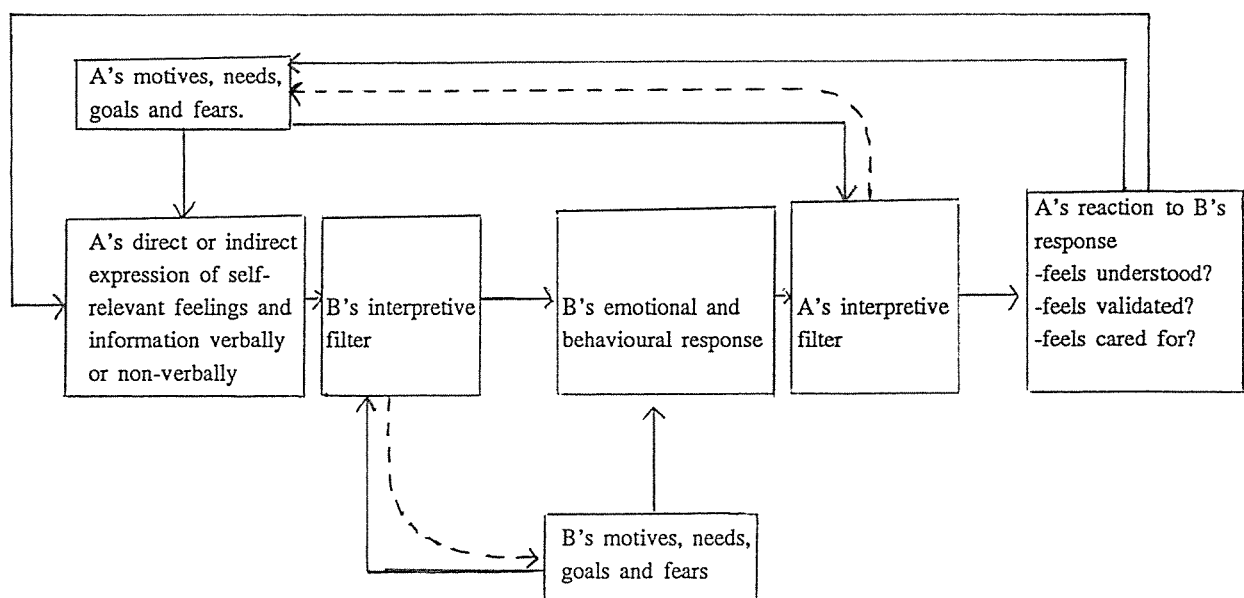 A's motives, needs,
goals and fears.
A's direct or indirect
expression of self-
relevant feelings and
information verbally
or non-verbally
B's interpretive
filter
B's emotional and
behavioural response
A's interpretive
filter
A's reaction to B's
response
-feels understood?
-feels validated?
-feels cared for?
B's motives, needs,
goals and fears